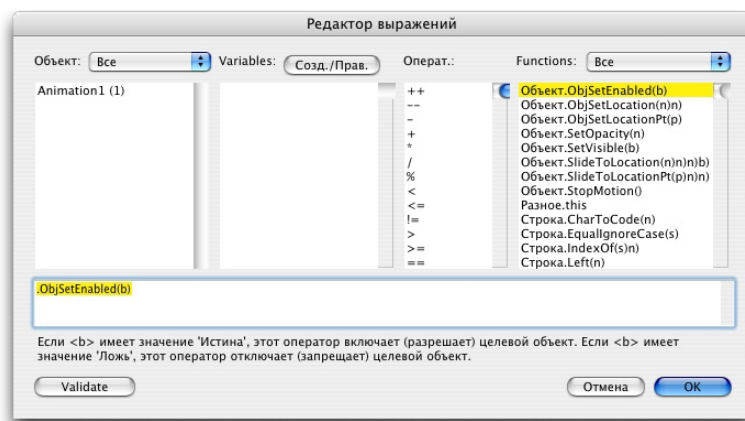 Редактор выражений
Объект: Все Variables: Созд./Прав. Операт.: Functions: Все
Animation1 (1)
++
--
-
+
*
/
%
<
<=
!=
>
>=
==
Объект.ObjSetEnabled(b)
Объект.ObjSetLocation(n)n)
Объект.ObjSetLocationPt(p)
Объект.SetOpacity(n)
Объект.SetVisible(b)
Объект.SlideToLocation(n)n)n)b)
Объект.SlideToLocationPt(p)n)n)
Объект.StopMotion()
Разное.this
Строка.CharToCode(n)
Строка.EqualIgnoreCase(s)
Строка.IndexOf(s)n)
Строка.Left(n)
.ObjSetEnabled(b)
Если <b> имеет значение 'Истина', этот оператор включает (разрешает) целевой объект. Если <b> имеет
значение 'Ложь', этот оператор отключает (запрещает) целевой объект.
Validate Отмена OK